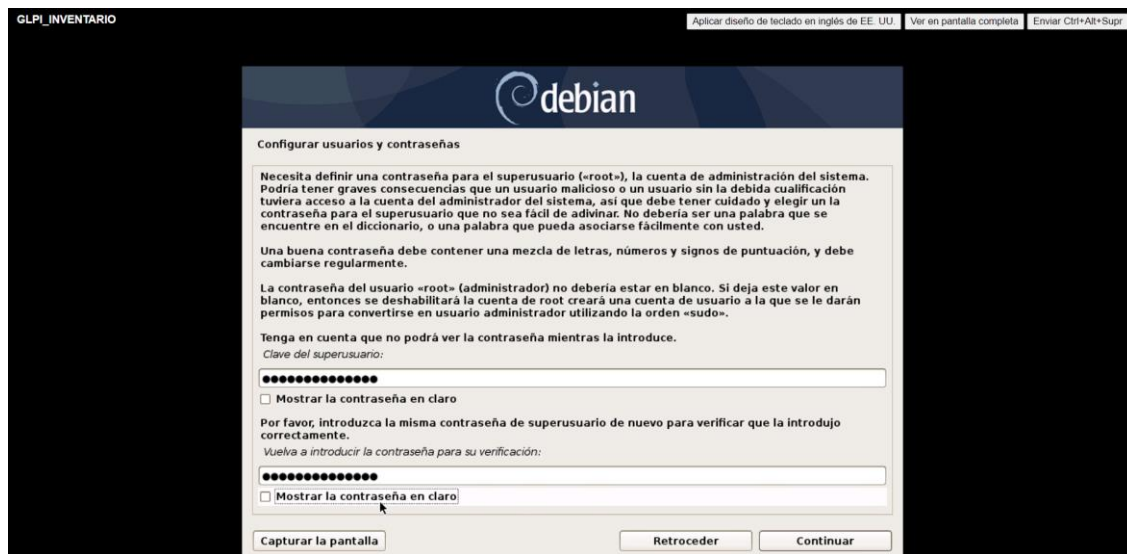 GLPI_INVENTARIO
Aplicar diseño de teclado en inglés de EE. UU.
Ver en pantalla completa
Enviar Ctrl+Alt+Supr
debian
Configurar usuarios y contraseñas
Necesita definir una contraseña para el superusuario («root»), la cuenta de administración del sistema.
Podría tener graves consecuencias que un usuario malicioso o un usuario sin la debida cualificación
tuviera acceso a la cuenta del administrador del sistema, así que debe tener cuidado y elegir un la
contraseña para el superusuario que no sea fácil de adivinar. No debería ser una palabra que se
encuentre en el diccionario, o una palabra que pueda asociarse fácilmente con usted.
Una buena contraseña debe contener una mezcla de letras, números y signos de puntuación, y debe
cambiarse regularmente.
La contraseña del usuario «root» (administrador) no debería estar en blanco. Si deja este valor en
blanco, entonces se deshabilitará la cuenta de root creará una cuenta de usuario a la que se le darán
permisos para convertirse en usuario administrador utilizando la orden «sudo».
Tenga en cuenta que no podrá ver la contraseña mientras la introduce.
Clave del superusuario:
●●●●●●●●●●●●●●
Mostrar la contraseña en claro
Por favor, introduzca la misma contraseña de superusuario de nuevo para verificar que la introdujo
correctamente.
Vuelva a introducir la contraseña para su verificación:
●●●●●●●●●●●●●●
Mostrar la contraseña en claro
Capturar la pantalla
Retroceder
Continuar